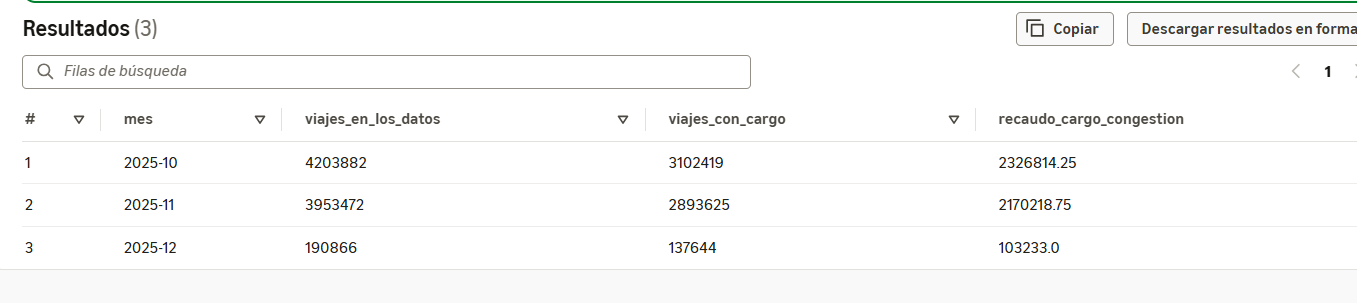 Resultados (3)
Copiar
Descargar resultados en forma
Filas de búsqueda
1
# mes viajes_en_los_datos viajes_con_cargo recaudo_cargo_congestion
1 2025-10 4203882 3102419 2326814.25
2 2025-11 3953472 2893625 2170218.75
3 2025-12 190866 137644 103233.0